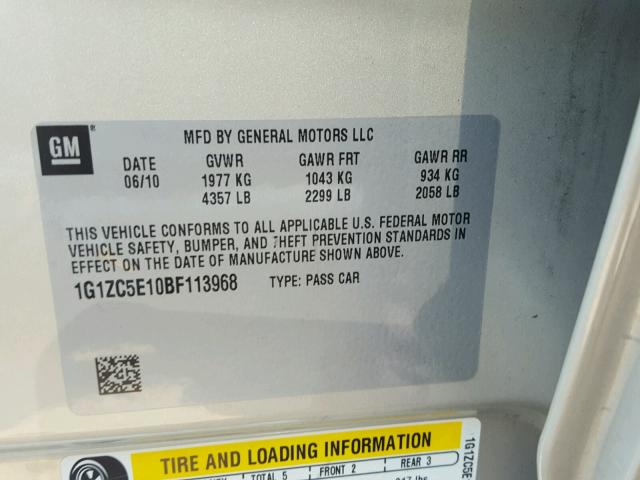 GM ®
MFD BY GENERAL MOTORS LLC
DATE GVWR GAWR FRT GAWR RR
06/10 1977 KG 1043 KG 934 KG
4357 LB 2299 LB 2058 LB
THIS VEHICLE CONFORMS TO ALL APPLICABLE U.S. FEDERAL MOTOR
VEHICLE SAFETY, BUMPER, AND THEFT PREVENTION STANDARDS IN
EFFECT ON THE DATE OF MANUFACTURE SHOWN ABOVE.
1G1ZC5E10BF113968 TYPE: PASS CAR
TIRE AND LOADING INFORMATION
TOTAL 5 FRONT 2 REAR 3
1G1ZC5E